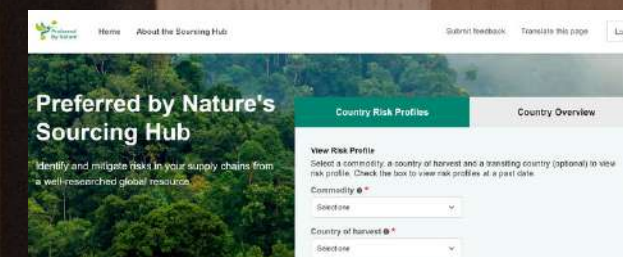 Preferred by Nature
Home
About the Sourcing Hub
Submit feedback
Translate this page
Preferred by Nature's
Sourcing Hub
Identify and mitigate risks in your supply chains from
a well-researched global resource
Country Risk Profiles
Country Overview
View Risk Profile
Select a commodity, a country of harvest and a transiting country (optional) to view
risk profile. Check the box to view risk profiles at a past date.
Commodity *
Select one
Country of harvest *
Select one